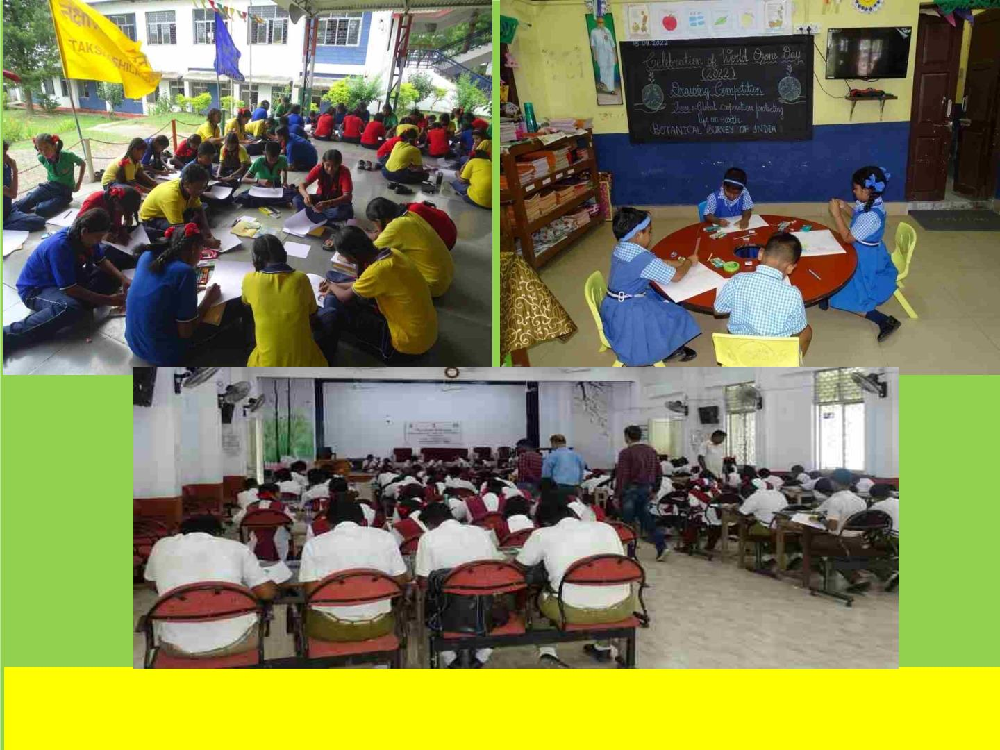 TAKSHASHILA
15.09.2022
Celebration of World Ozone Day
(2022)
Drawing Competition
Theme:- Global cooperation protecting
life on earth
BOTANICAL SURVEY OF INDIA